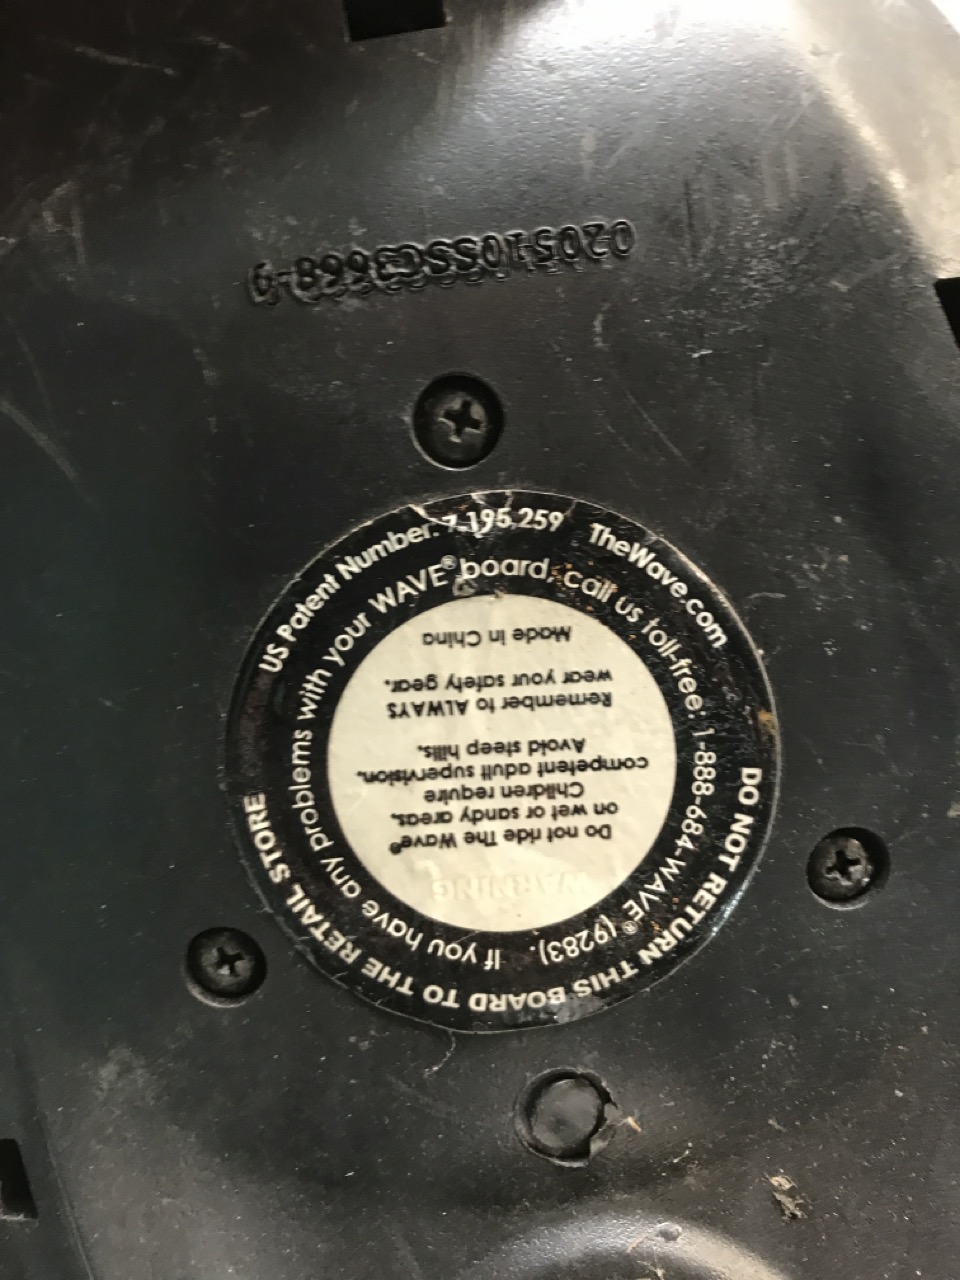 DO NOT RETURN THIS BOARD TO THE RETAIL STORE
US Patent Number: 7,195,259 TheWave.com
If you have any problems with your WAVE® board, call us toll-free: 1-888-684-WAVE® (9283).
WARNING
Do not ride The Wave®
on wet or sandy areas.
Children require
competent adult supervision.
Avoid steep hills.
Remember to ALWAYS
wear your safety gear.
Made in China